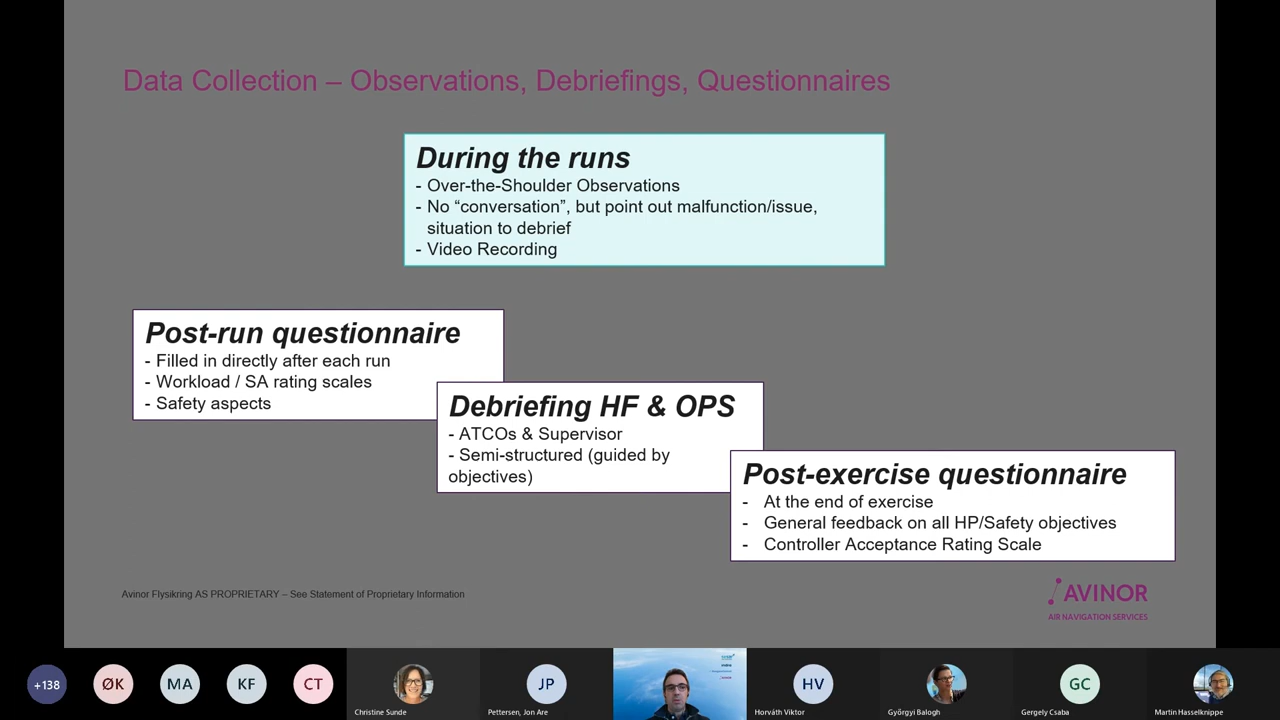 Data Collection – Observations, Debriefings, Questionnaires
During the runs
- Over-the-Shoulder Observations
- No “conversation”, but point out malfunction/issue,
situation to debrief
- Video Recording
Post-run questionnaire
- Filled in directly after each run
- Workload / SA rating scales
- Safety aspects
Debriefing HF & OPS
- ATCOs & Supervisor
- Semi-structured (guided by
objectives)
Post-exercise questionnaire
- At the end of exercise
- General feedback on all HP/Safety objectives
- Controller Acceptance Rating Scale
Avinor Flysikring AS PROPRIETARY – See Statement of Proprietary Information
AVINOR
AIR NAVIGATION SERVICES
+138
ØK
MA
KF
CT
Christine Sunde
JP
Pettersen, Jon Are
HV
Horváth Viktor
Györgyi Balogh
GC
Gergely Csaba
Martin Hasselknippe